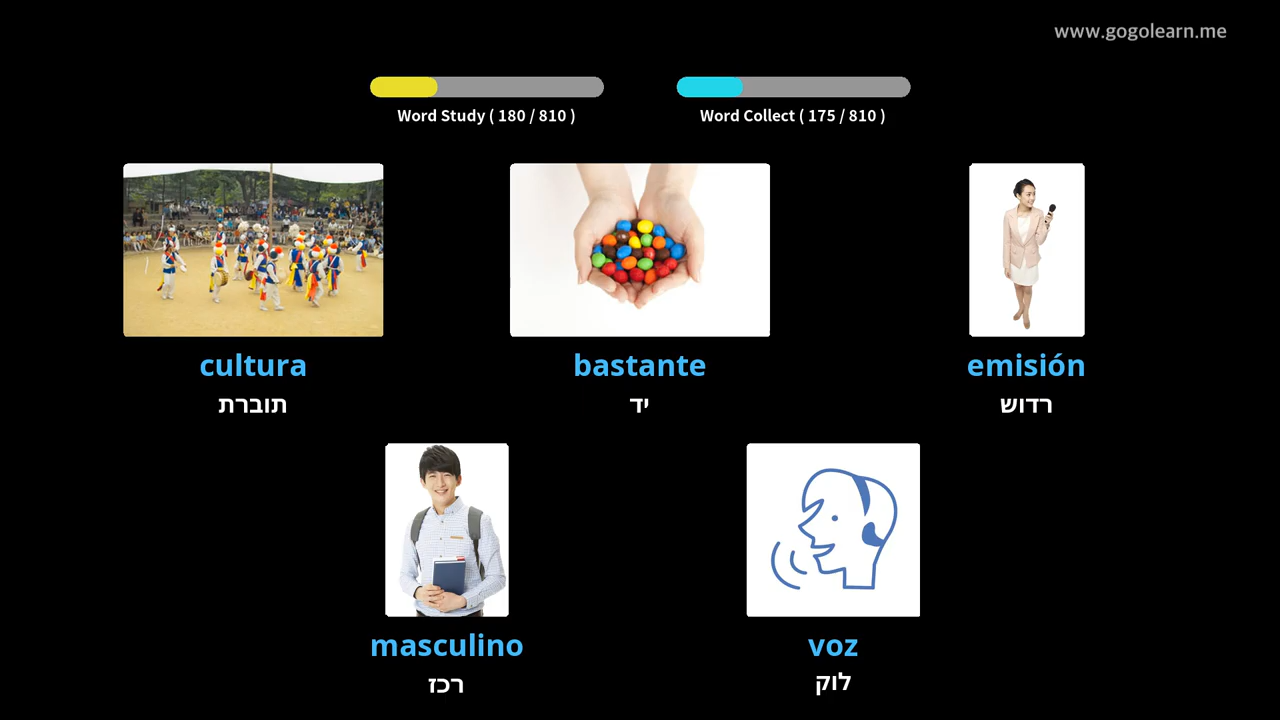 www.gogolearn.me
Word Study ( 180 / 810 )
Word Collect ( 175 / 810 )
cultura
bastante
emisión
תוברת
יד
רודיש
masculino
voz
רכז
לוק